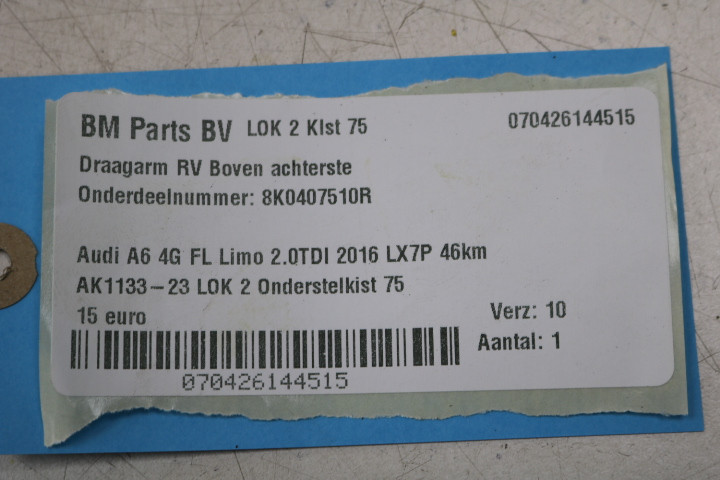 BM Parts BV LOK 2 Klst 75 070426144515
Draagarm RV Boven achterste
Onderdeelnummer: 8K0407510R
Audi A6 4G FL Limo 2.0TDI 2016 LX7P 46km
AK1133-23 LOK 2 Onderstelkist 75
15 euro Verz: 10
Aantal: 1
070426144515